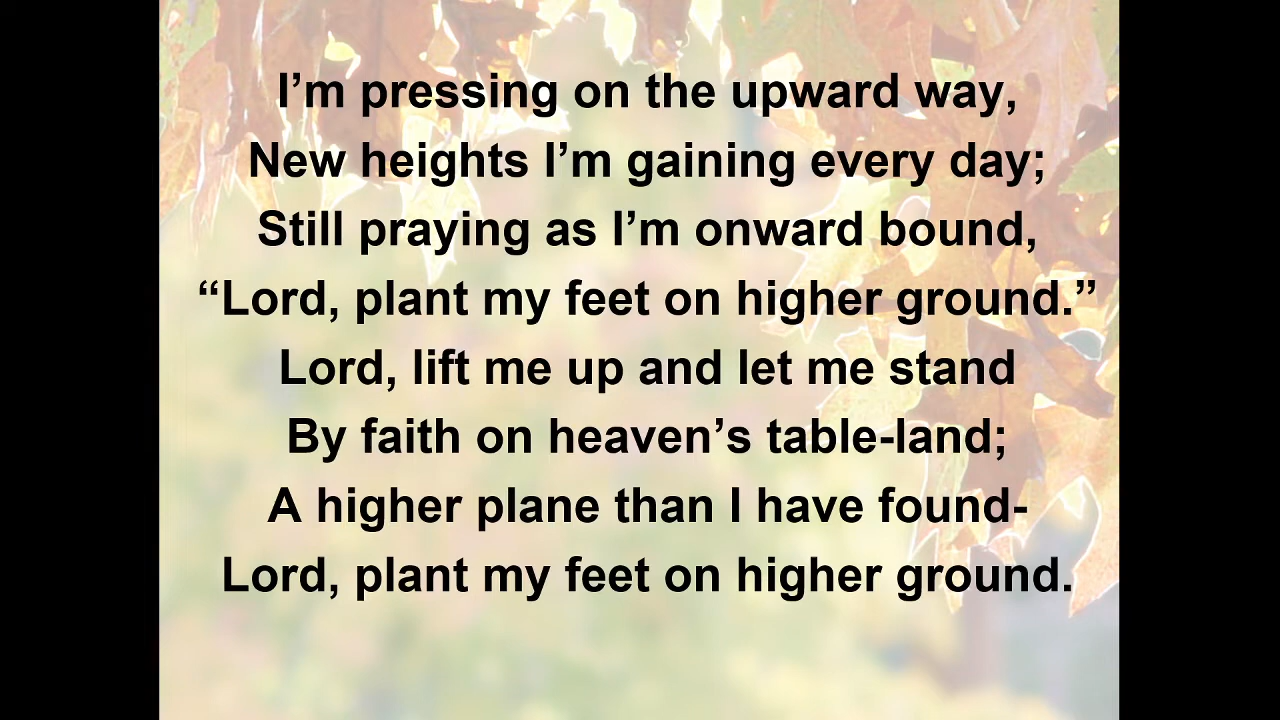 I’m pressing on the upward way,
New heights I’m gaining every day;
Still praying as I’m onward bound,
“Lord, plant my feet on higher ground.”
Lord, lift me up and let me stand
By faith on heaven’s table-land;
A higher plane than I have found-
Lord, plant my feet on higher ground.